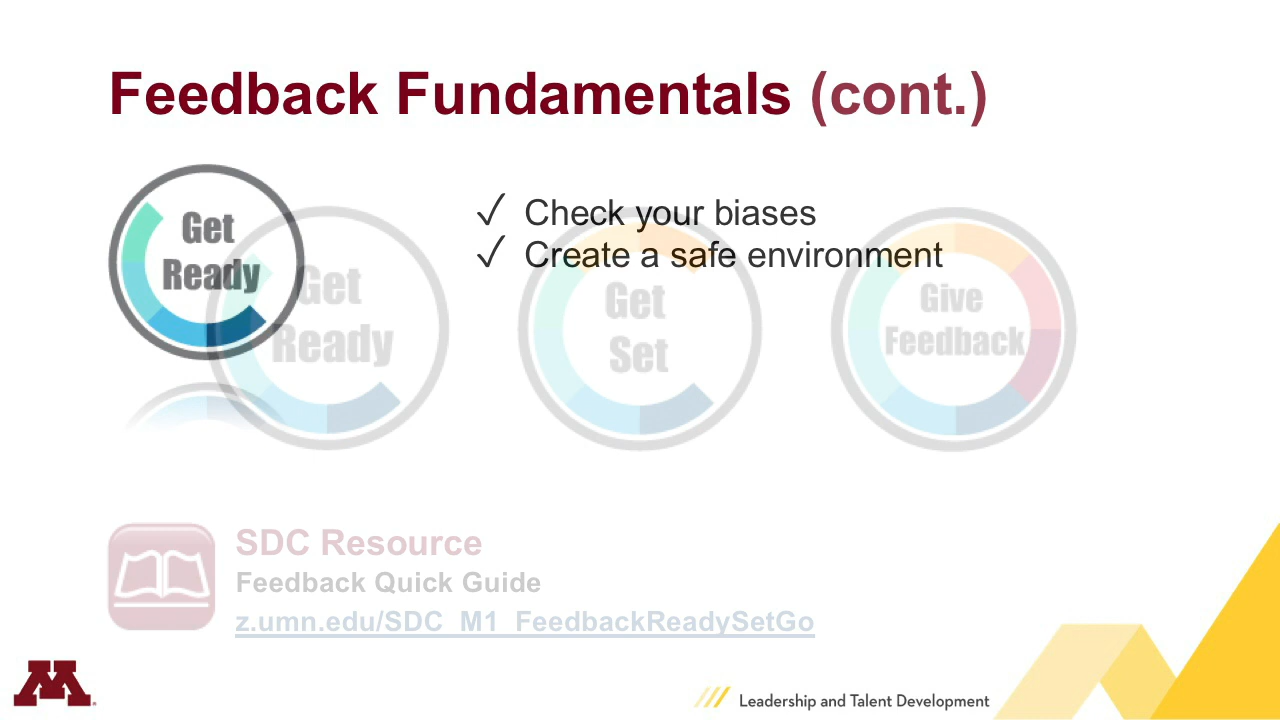 Feedback Fundamentals (cont.)
Get
Ready
✓ Check your biases
✓ Create a safe environment
Get
Ready
Get
Set
Give
Feedback
SDC Resource
Feedback Quick Guide
z.umn.edu/SDC_M1_FeedbackReadySetGo
M
Leadership and Talent Development